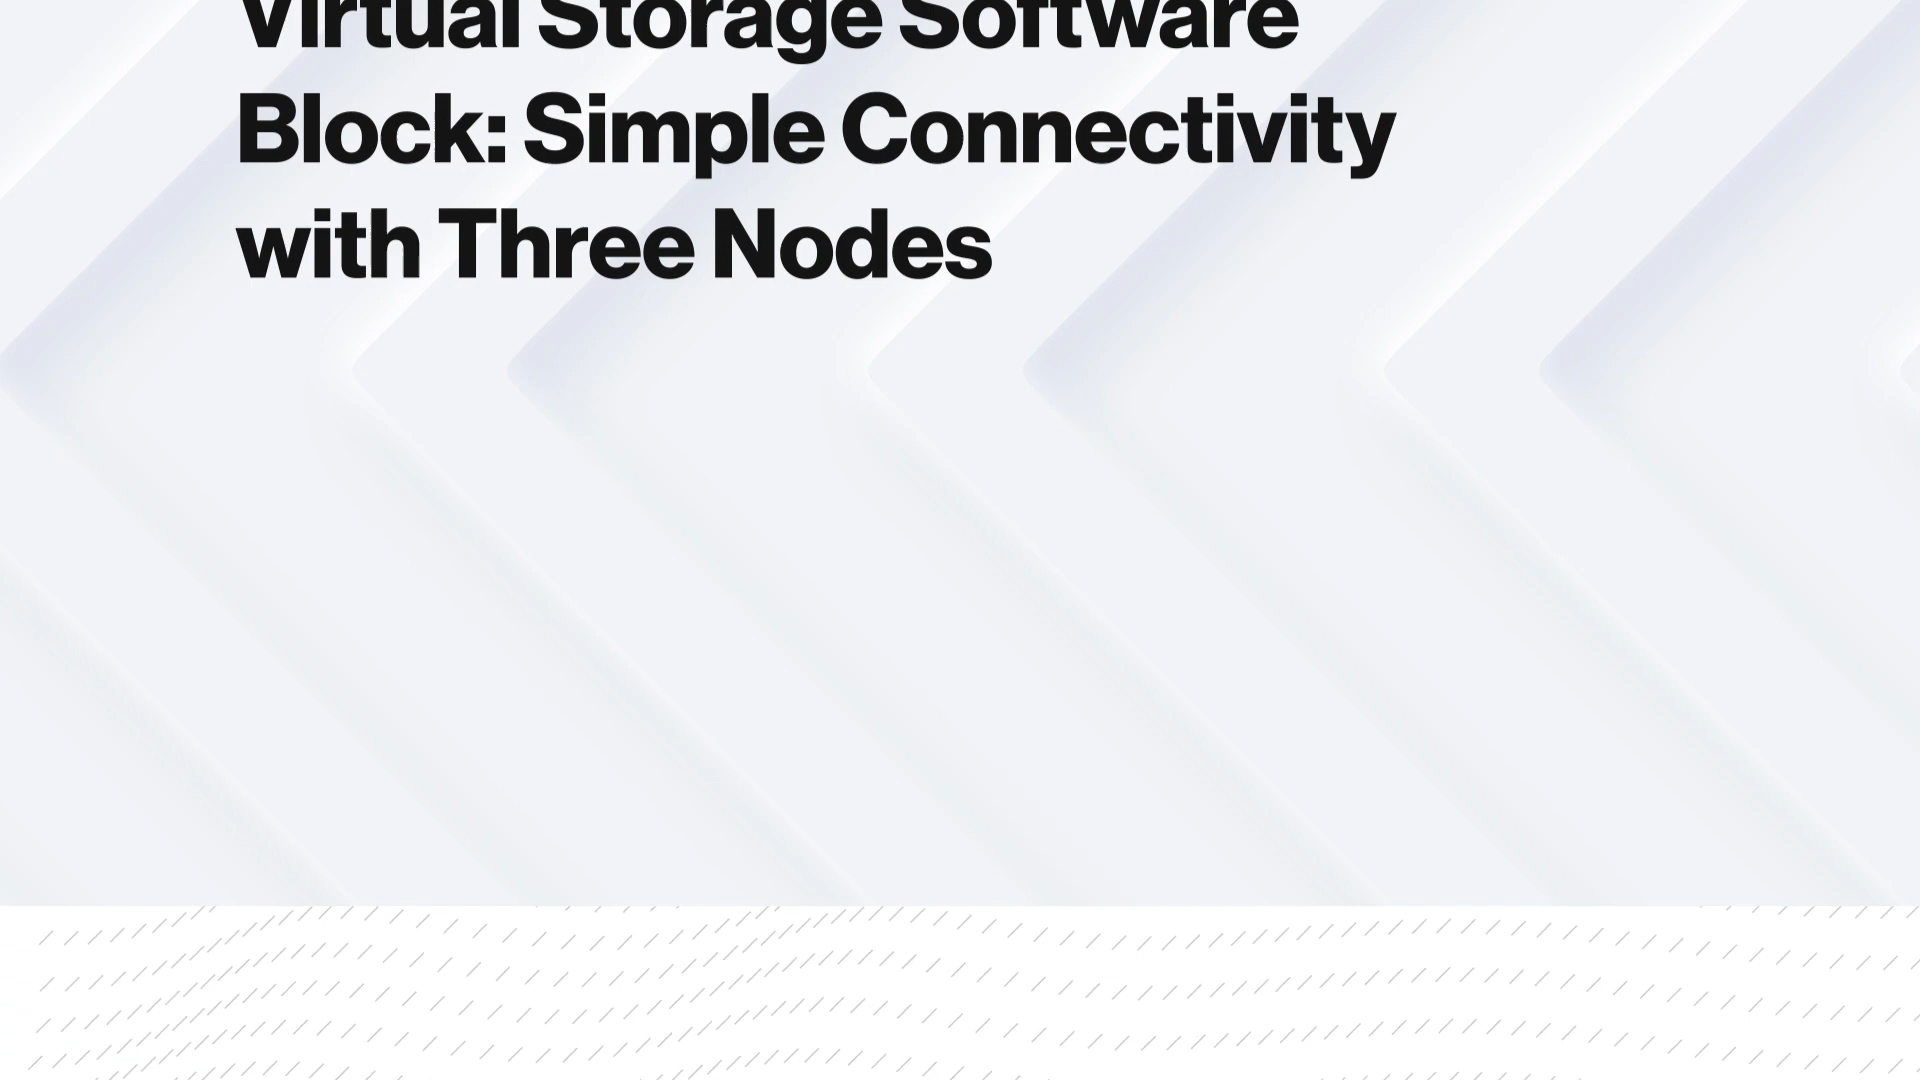 Virtual Storage Software
Block: Simple Connectivity
with Three Nodes